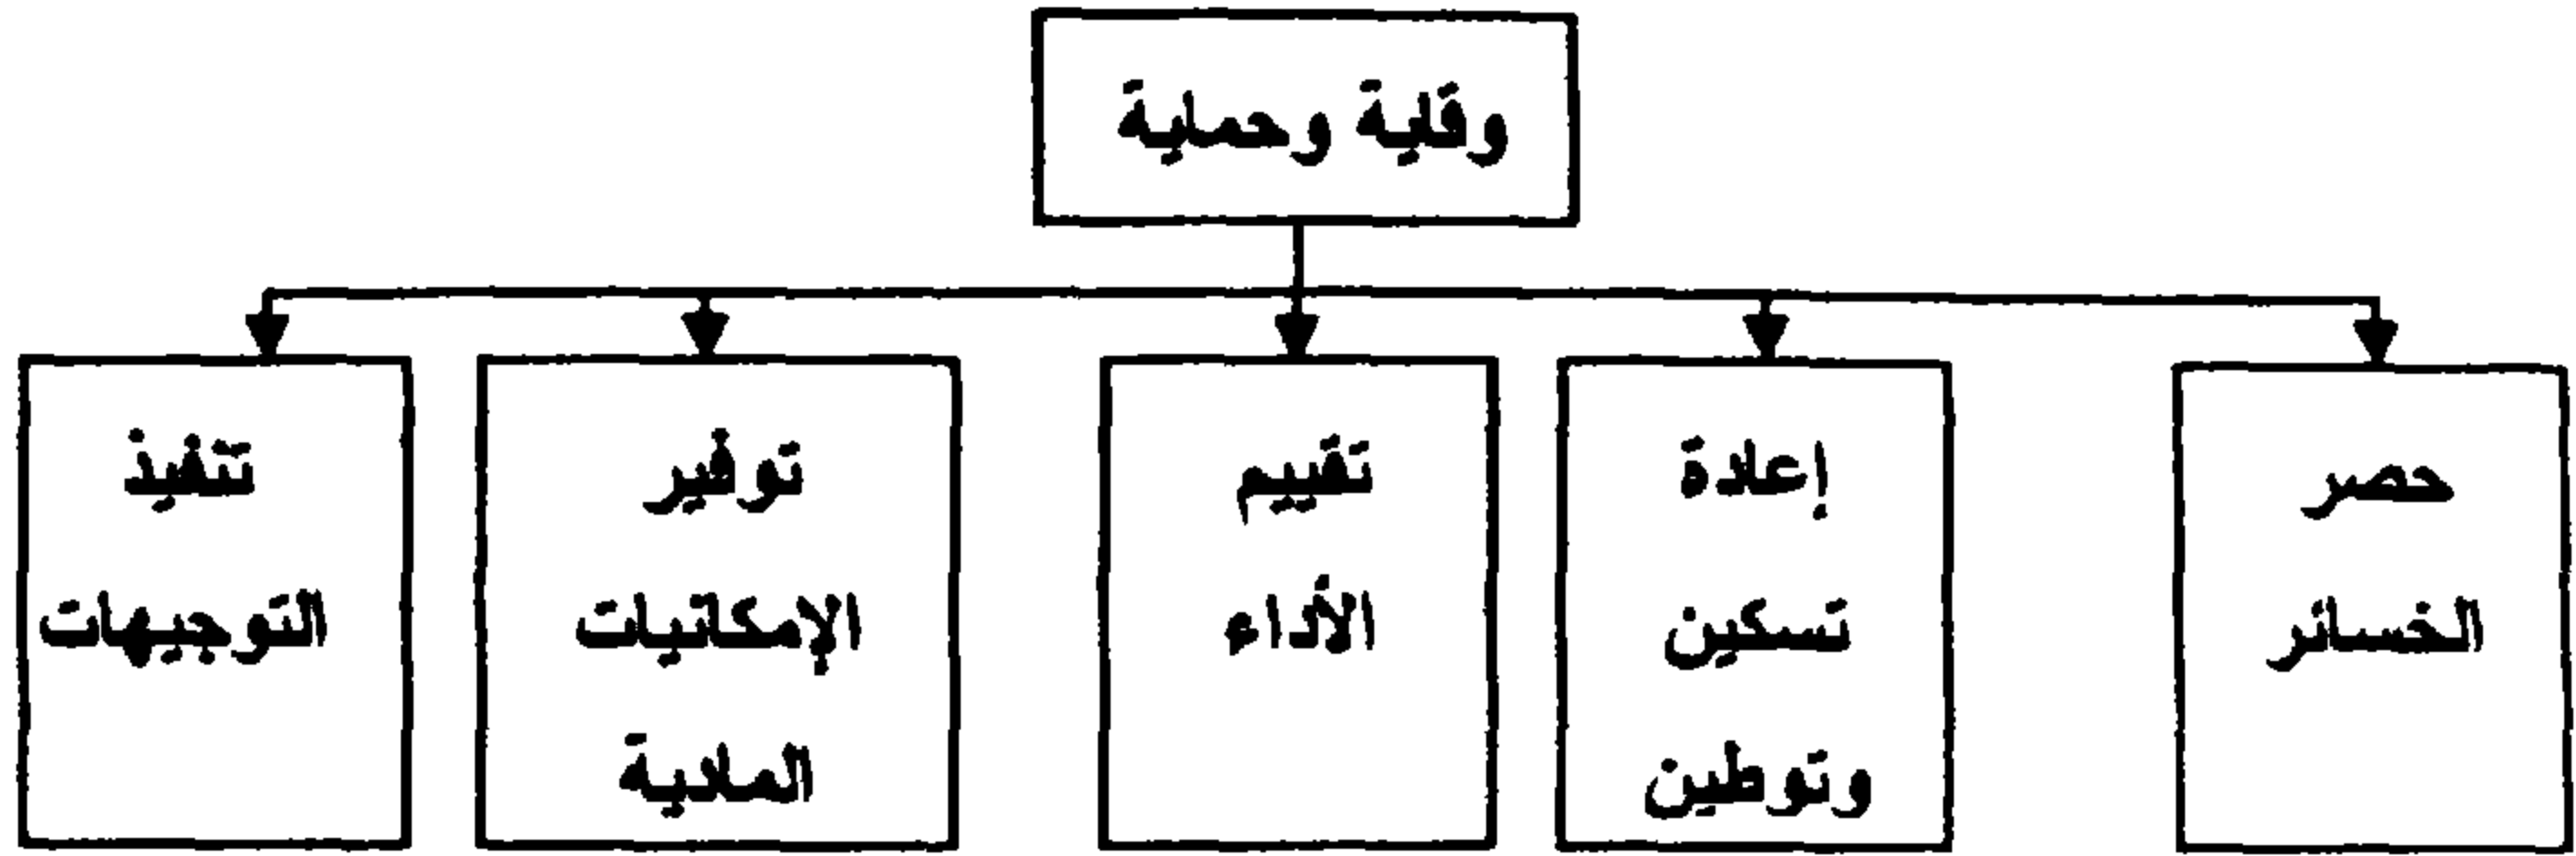 وقاية وحماية
حصر
الخسائر
إعادة
تسكين
وتوطين
تقييم
الأداء
توفير
الإمكانيات
المادية
تنفيذ
التوجيهات